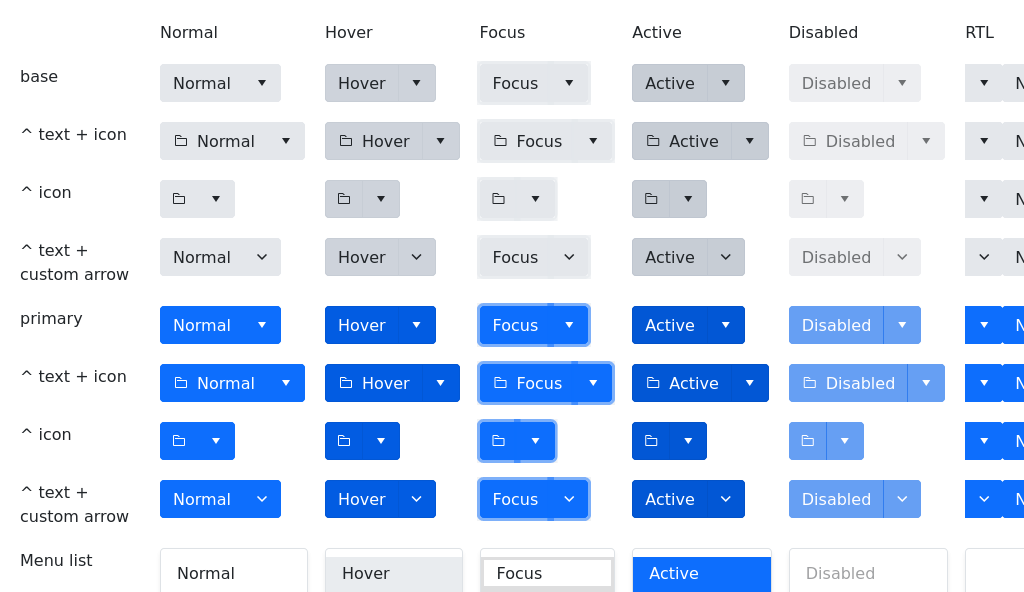 Normal Hover Focus Active Disabled RTL
base Normal Hover Focus Active Disabled
^ text + icon Normal Hover Focus Active Disabled
^ icon
^ text +
custom arrow Normal Hover Focus Active Disabled
primary Normal Hover Focus Active Disabled
^ text + icon Normal Hover Focus Active Disabled
^ icon
^ text +
custom arrow Normal Hover Focus Active Disabled
Menu list Normal Hover Focus Active Disabled